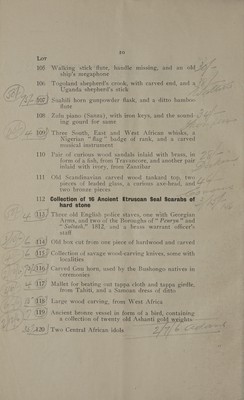 10
Lot
105 Walking stick flute, handle missing, and an old
ship's megaphone
106 Togoland shepherd's crook, with carved end, and a
Uganda shepherd's stick
107 Swahili horn gunpowder flask, and a ditto bamboo
flute
108 Zulu piano (Sansa), with iron keys, and the sound-
ing gourd for same
109 Three South, East and West African whisks, a
Nigerian "flag" badge of rank, and a carved
musical instrument
110 Pair of curious wood sandals inlaid with brass, in
form of a fish, from Travancore, and another pair
inlaid with ivory, from Zanzibar
111 Old Scandinavian carved wood tankard top, two
pieces of leaded glass, a curious axe-head, and
two bronze pieces
112 Collection of 16 Ancient Etruscan Seal Scarabs of
hard stone
113 Three old English police staves, one with Georgian
Arms, and two of the Boroughs of "
" 1812, and a brass warrant officer's
staff
114 Old box cut from one piece of hardwood and carved
115 Collection of savage wood-carving knives, some with
localities
116 Carved Gnu horn, used by the Bushongo natives in
ceremonies
117 Mallet for beating out tappa cloth and tappa girdle,
from Tahiti, and a Samoan dress of ditto
118 Large wood carving, from West Africa
119 Ancient bronze vessel in form of a bird, containing
a collection of twenty old Ashanti gold weights
120 Two Central African idols